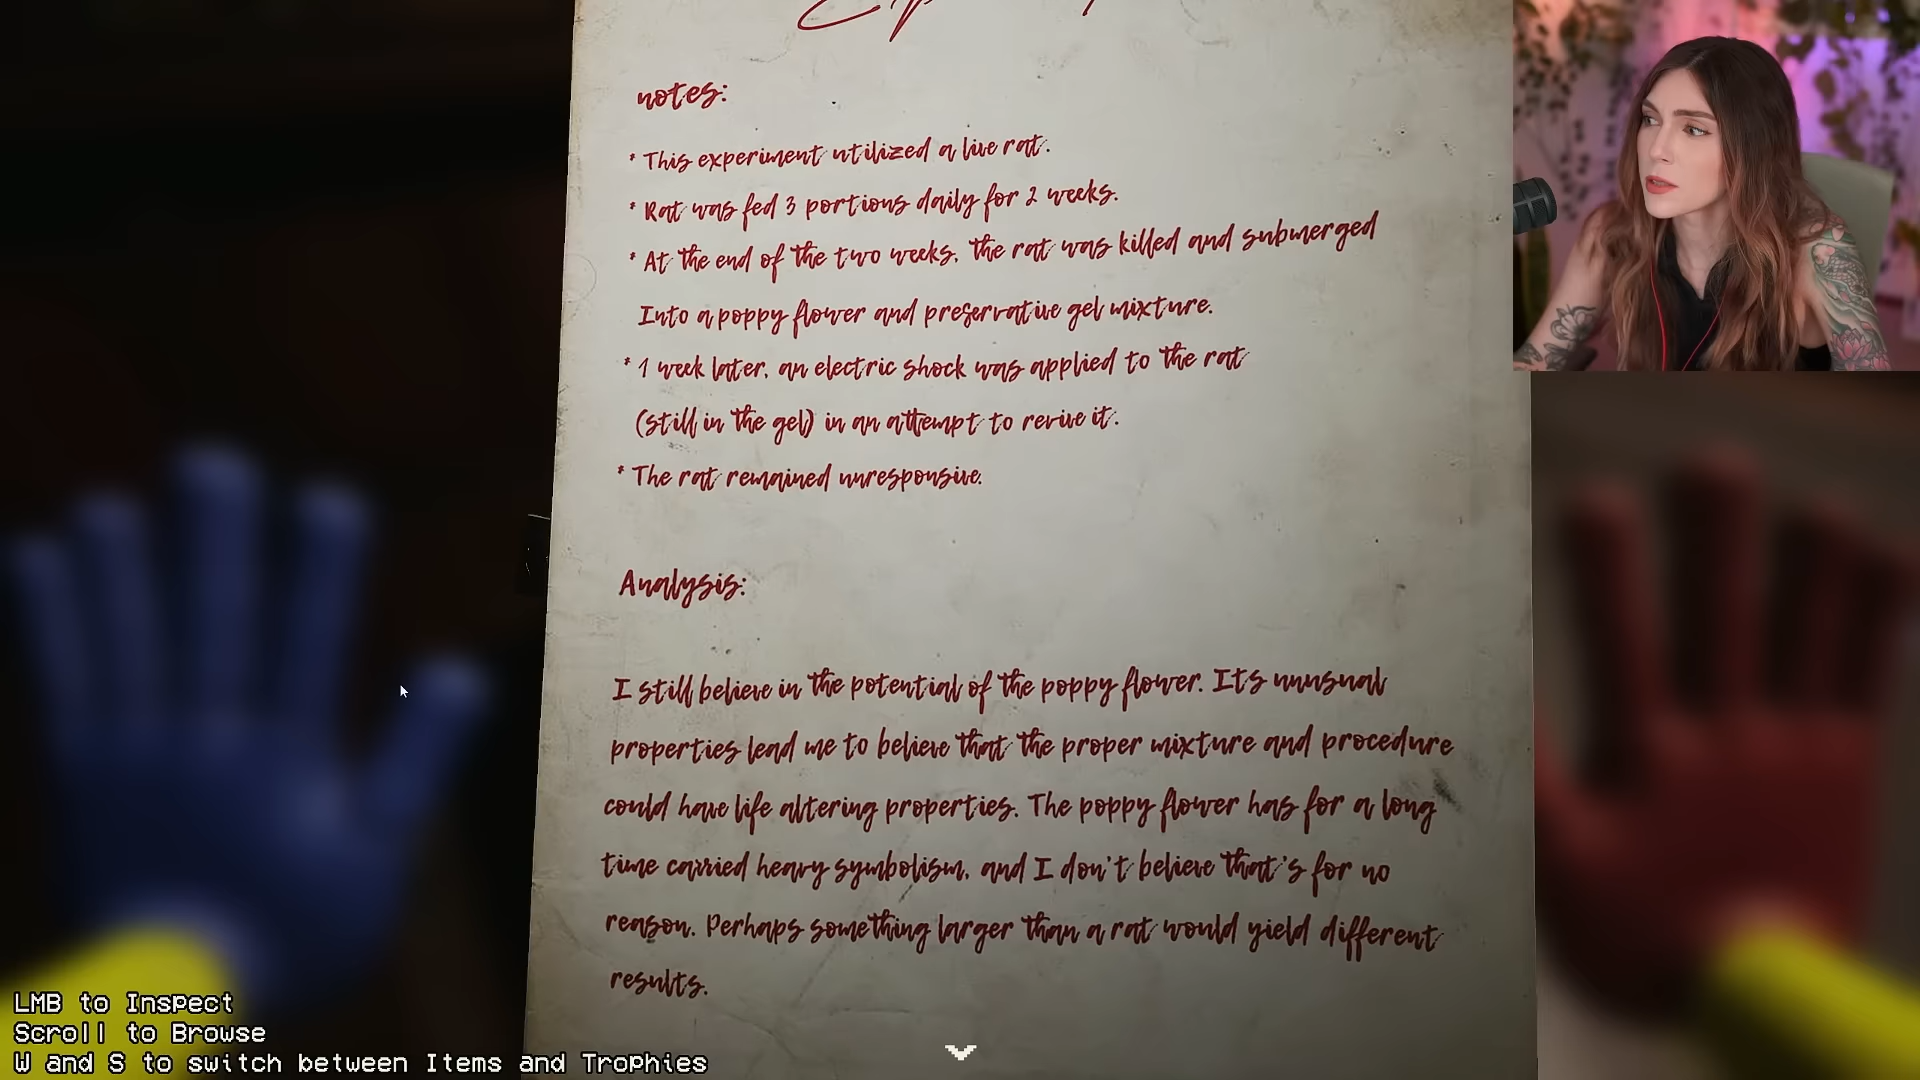 notes:
* This experiment utilized a live rat.
* Rat was fed 3 portions daily for 2 weeks.
* At the end of the two weeks, the rat was killed and submerged
Into a poppy flower and preservative gel mixture.
* 1 week later, an electric shock was applied to the rat
(still in the gel) in an attempt to revive it.
* The rat remained unresponsive.
Analysis:
I still believe in the potential of the poppy flower. Its unusual
properties lead me to believe that the proper mixture and procedure
could have life altering properties. The poppy flower has for a long
time carried heavy symbolism, and I don't believe that's for no
reason. Perhaps something larger than a rat would yield different
results.
LMB to Inspect
Scroll to Browse
W and S to switch between Items and Trophies